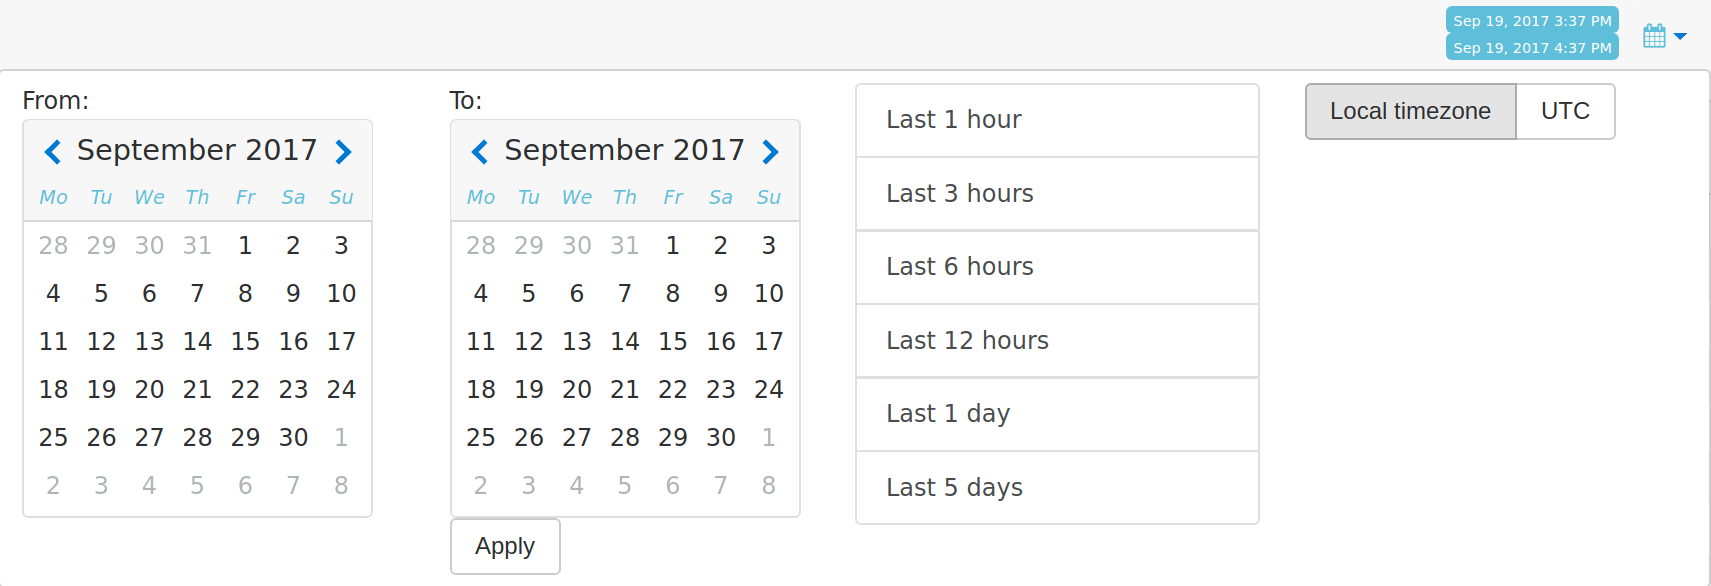 Sep 19, 2017 3:37 PM
Sep 19, 2017 4:37 PM
From:
September 2017
Mo Tu We Th Fr Sa Su
28 29 30 31 1 2 3
4 5 6 7 8 9 10
11 12 13 14 15 16 17
18 19 20 21 22 23 24
25 26 27 28 29 30 1
2 3 4 5 6 7 8
To:
September 2017
Mo Tu We Th Fr Sa Su
28 29 30 31 1 2 3
4 5 6 7 8 9 10
11 12 13 14 15 16 17
18 19 20 21 22 23 24
25 26 27 28 29 30 1
2 3 4 5 6 7 8
Apply
Last 1 hour
Last 3 hours
Last 6 hours
Last 12 hours
Last 1 day
Last 5 days
Local timezone UTC